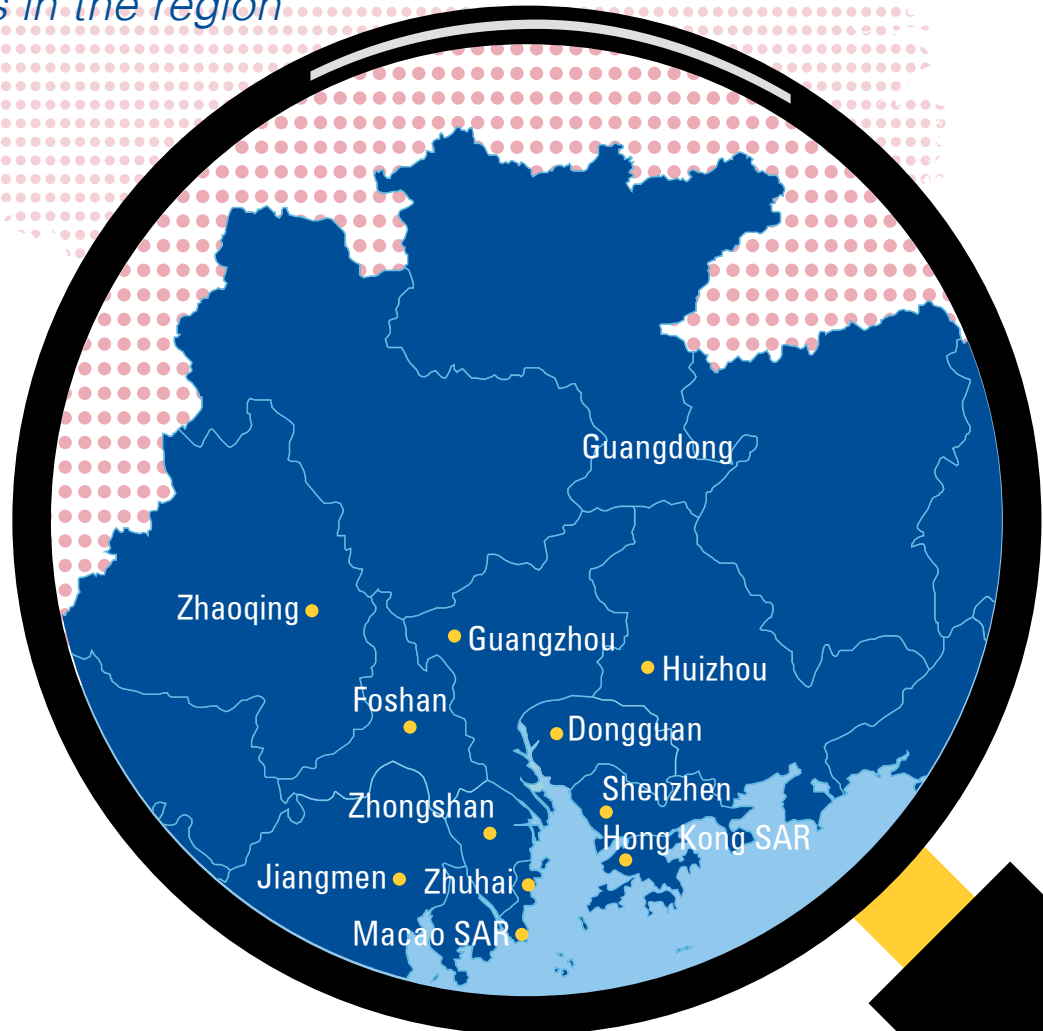 in the region
Guangdong
Zhaoqing
Guangzhou
Huizhou
Foshan
Dongguan
Shenzhen
Zhongshan
Hong Kong SAR
Jiangmen
Zhuhai
Macao SAR